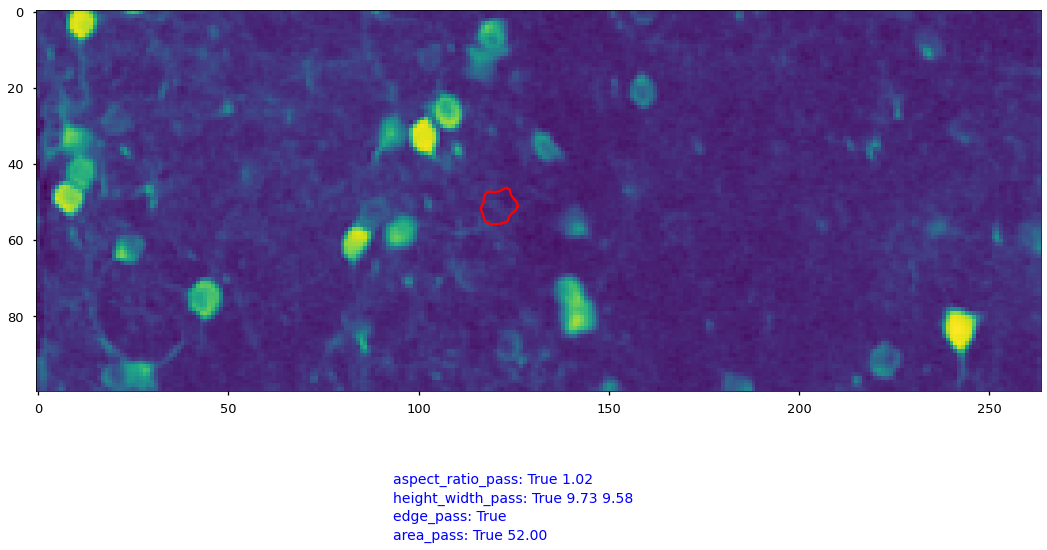 0
20
40
60
80
0 50 100 150 200 250
aspect_ratio_pass: True 1.02
height_width_pass: True 9.73 9.58
edge_pass: True
area_pass: True 52.00